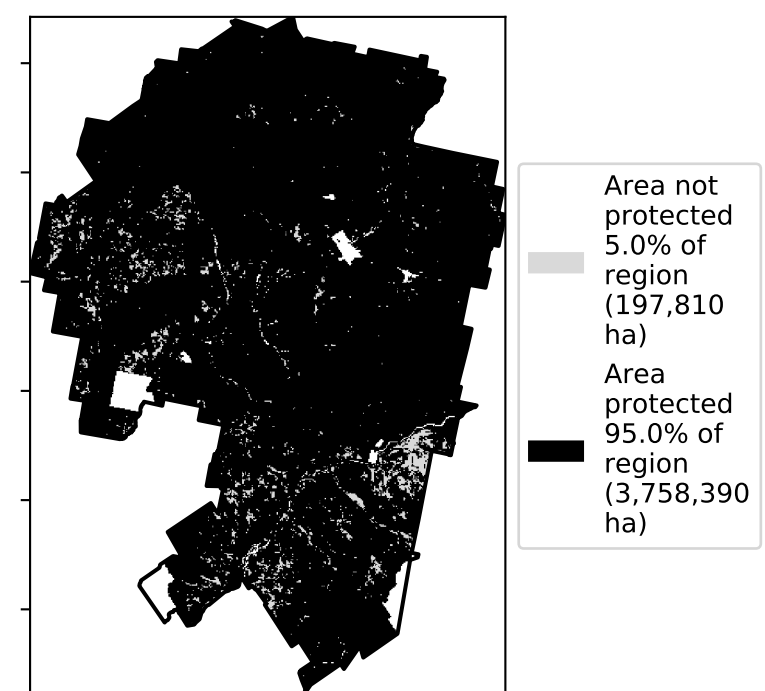 Area not
protected
5.0% of
region
(197,810
ha)
Area
protected
95.0% of
region
(3,758,390
ha)